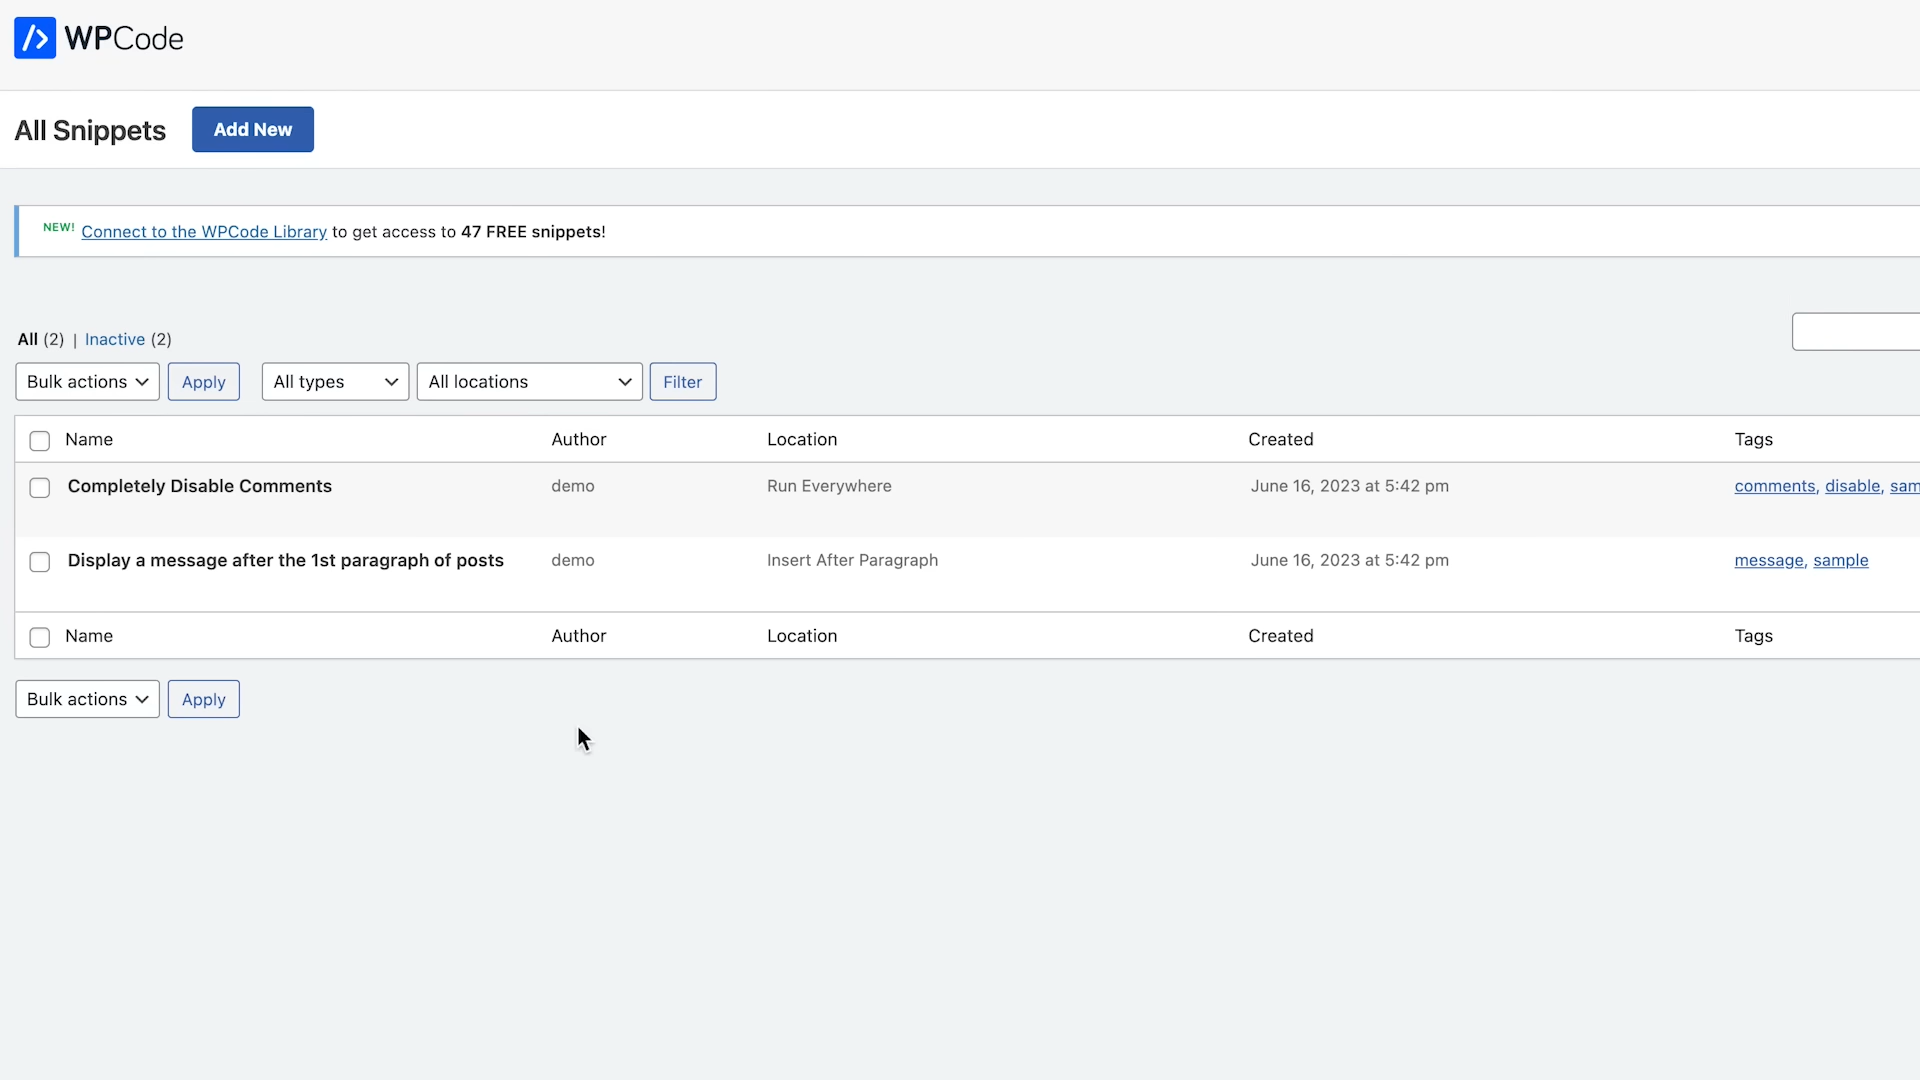 WPCode
All Snippets Add New
NEW! Connect to the WPCode Library to get access to 47 FREE snippets!
All (2) | Inactive (2)
Bulk actions Apply All types All locations Filter
Name Author Location Created Tags
Completely Disable Comments demo Run Everywhere June 16, 2023 at 5:42 pm comments, disable, sam
Display a message after the 1st paragraph of posts demo Insert After Paragraph June 16, 2023 at 5:42 pm message, sample
Name Author Location Created Tags
Bulk actions Apply